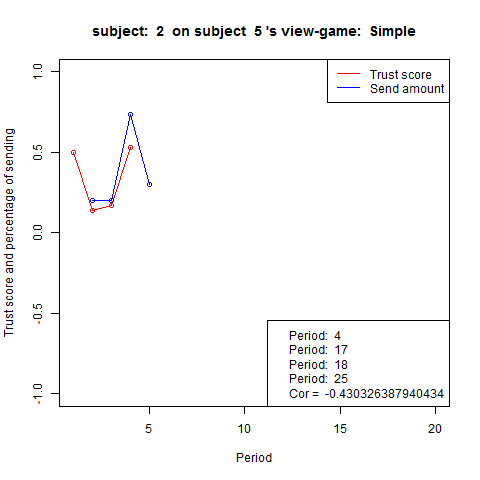 subject: 2 on subject 5 's view-game: Simple
Trust score
Send amount
Trust score and percentage of sending
1.0
0.5
0.0
-0.5
-1.0
Period: 4
Period: 17
Period: 18
Period: 25
Cor = -0.430326387940434
5
10
15
20
Period